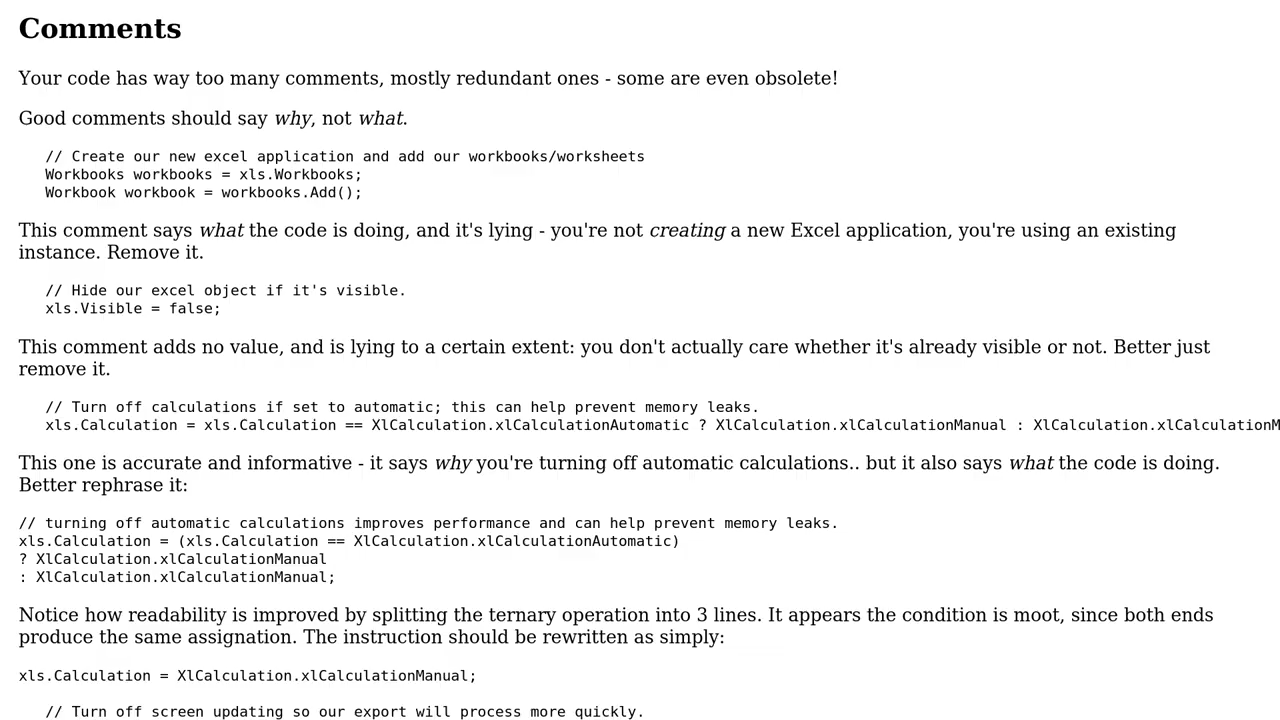 Comments
Your code has way too many comments, mostly redundant ones - some are even obsolete!
Good comments should say why, not what.
// Create our new excel application and add our workbooks/worksheets
Workbooks workbooks = xls.Workbooks;
Workbook workbook = workbooks.Add();
This comment says what the code is doing, and it's lying - you're not creating a new Excel application, you're using an existing
instance. Remove it.
// Hide our excel object if it's visible.
xls.Visible = false;
This comment adds no value, and is lying to a certain extent: you don't actually care whether it's already visible or not. Better just
remove it.
// Turn off calculations if set to automatic; this can help prevent memory leaks.
xls.Calculation = xls.Calculation == XlCalculation.xlCalculationAutomatic ? XlCalculation.xlCalculationManual : XlCalculation.xlCalculationM
This one is accurate and informative - it says why you're turning off automatic calculations.. but it also says what the code is doing.
Better rephrase it:
// turning off automatic calculations improves performance and can help prevent memory leaks.
xls.Calculation = (xls.Calculation == XlCalculation.xlCalculationAutomatic)
? XlCalculation.xlCalculationManual
: XlCalculation.xlCalculationManual;
Notice how readability is improved by splitting the ternary operation into 3 lines. It appears the condition is moot, since both ends
produce the same assignation. The instruction should be rewritten as simply:
xls.Calculation = XlCalculation.xlCalculationManual;
// Turn off screen updating so our export will process more quickly.